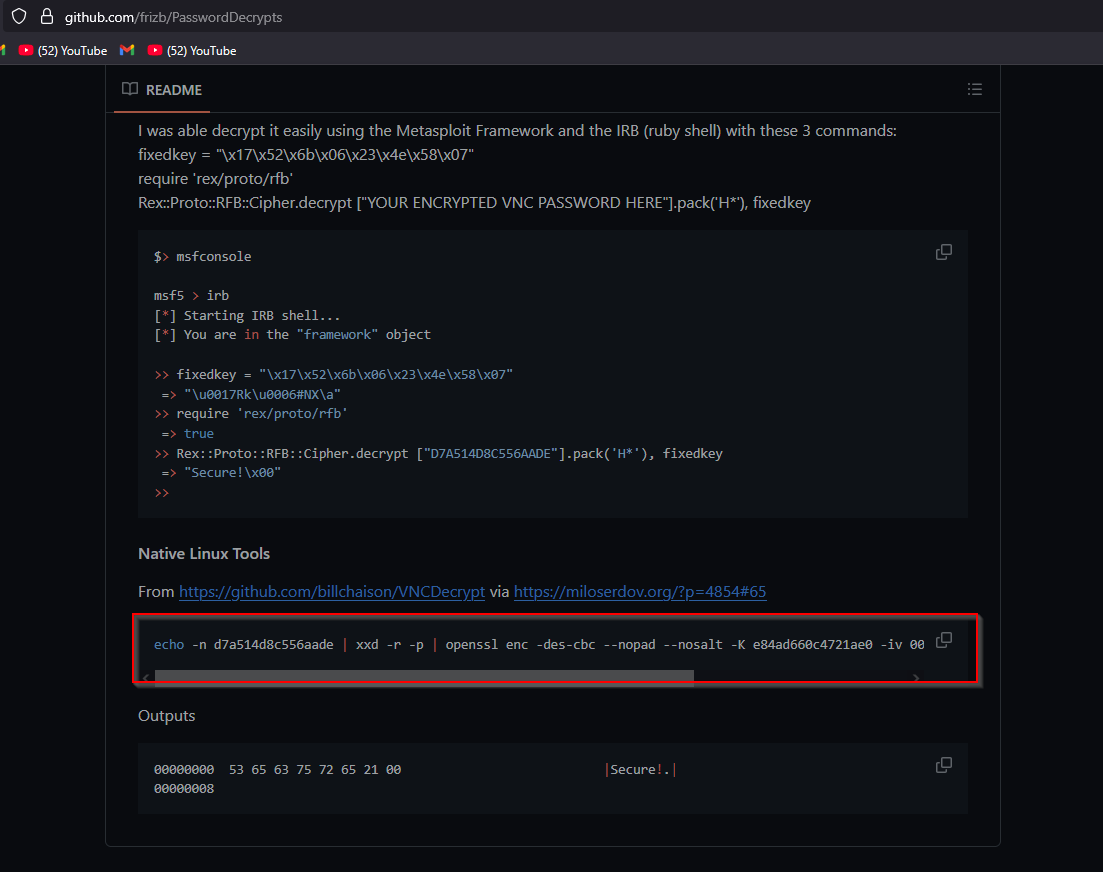 github.com/frizb/PasswordDecrypts
(52) YouTube (52) YouTube
README
I was able decrypt it easily using the Metasploit Framework and the IRB (ruby shell) with these 3 commands:
fixedkey = "\x17\x52\x6b\x06\x23\x4e\x58\x07"
require 'rex/proto/rfb'
Rex::Proto::RFB::Cipher.decrypt ["YOUR ENCRYPTED VNC PASSWORD HERE"].pack('H*'), fixedkey
$> msfconsole
msf5 > irb
[*] Starting IRB shell...
[*] You are in the "framework" object
>> fixedkey = "\x17\x52\x6b\x06\x23\x4e\x58\x07"
=> "\u0017Rk\u0006#NX\a"
>> require 'rex/proto/rfb'
=> true
>> Rex::Proto::RFB::Cipher.decrypt ["D7A514D8C556AADE"].pack('H*'), fixedkey
=> "Secure!\x00"
>>
Native Linux Tools
From https://github.com/billchaison/VNCDecrypt via https://miloserdov.org/?p=4854#65
echo -n d7a514d8c556aade | xxd -r -p | openssl enc -des-cbc --nopad --nosalt -K e84ad660c4721ae0 -iv 00
Outputs
00000000  53 65 63 75 72 65 21 00 |Secure!.|
00000008